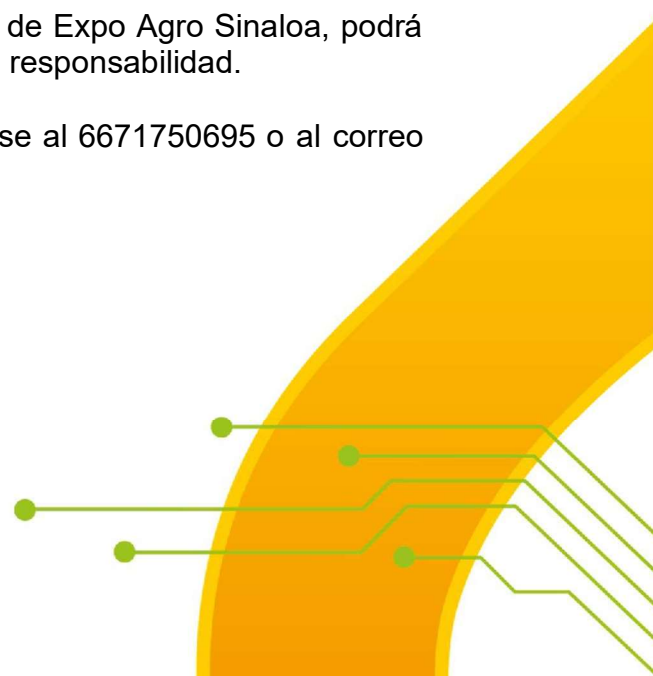 de Expo Agro Sinaloa, podrá
responsabilidad.
se al 6671750695 o al correo